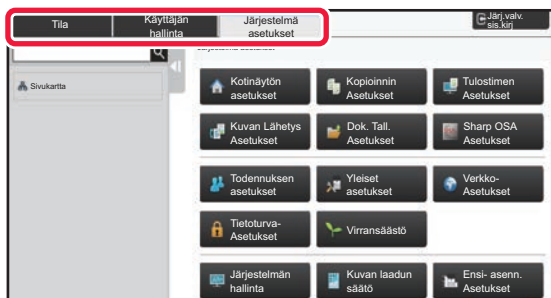 Tila
Käyttäjän
hallinta
Järjestelmä
asetukset
Järj.valv.
sis.kirj
Sivukartta
Kotinäytön
asetukset
Kopioinnin
Asetukset
Tulostimen
Asetukset
Kuvan Lähetys
Asetukset
Dok. Tall.
Asetukset
Sharp OSA
Asetukset
Todennuksen
asetukset
Yleiset
asetukset
Verkko-
Asetukset
Tietoturva-
Asetukset
Virransäästö
Järjestelmän
hallinta
Kuvan laadun
säätö
Ensi- asenn.
Asetukset